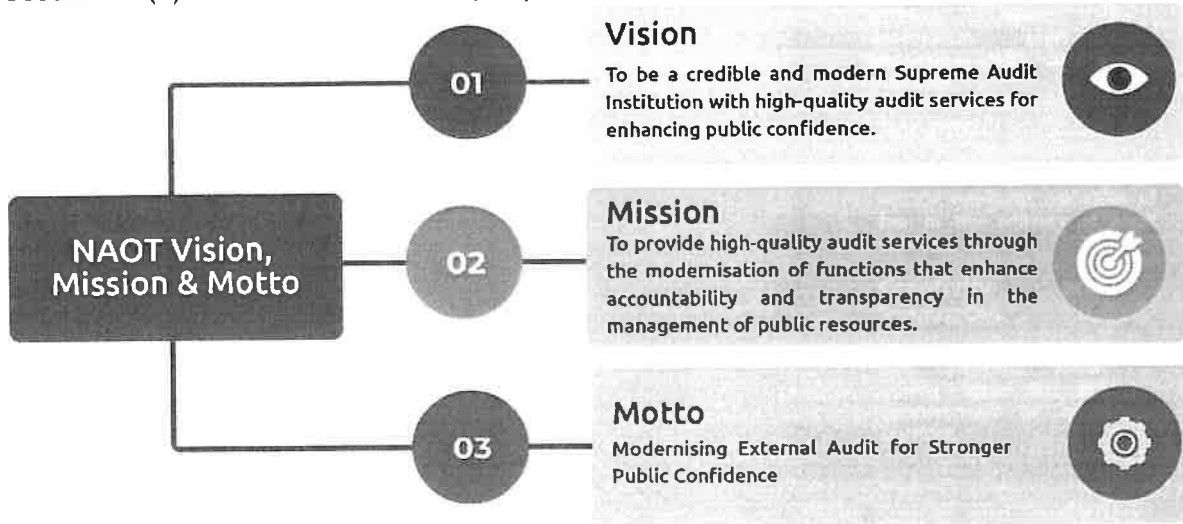 NAOT Vision,
Mission & Motto
01
Vision
To be a credible and modern Supreme Audit
Institution with high-quality audit services for
enhancing public confidence.
02
Mission
To provide high-quality audit services through
the modernisation of functions that enhance
accountability and transparency in the
management of public resources.
03
Motto
Modernising External Audit for Stronger
Public Confidence